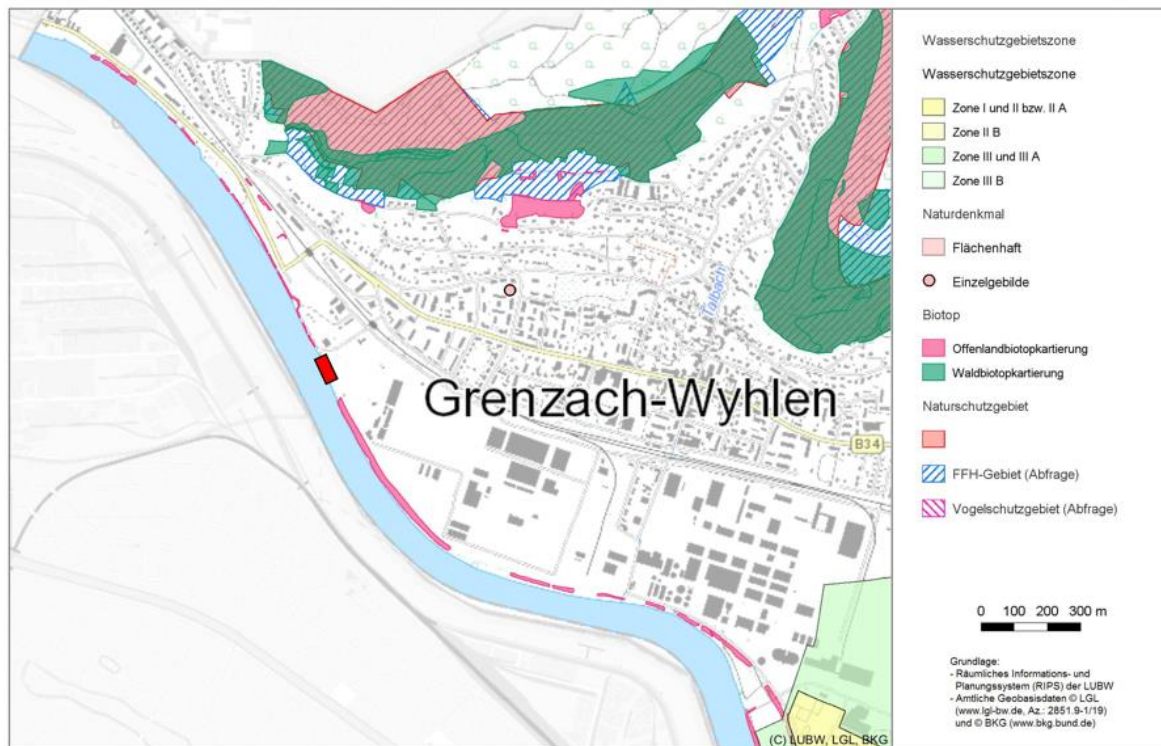 Grenzach-Wyhlen
Talbach
B34
(C) LUBW, LGL, BKG
Wasserschutzgebietszone
Wasserschutzgebietszone
Zone I und II bzw. II A
Zone II B
Zone III und III A
Zone III B
Naturdenkmal
Flächenhaft
Einzelgebilde
Biotop
Offenlandbiotopkartierung
Waldbiotopkartierung
Naturschutzgebiet
FFH-Gebiet (Abfrage)
Vogelschutzgebiet (Abfrage)
0 100 200 300 m
Grundlage:
- Räumliches Informations- und
Planungssystem (RIPS) der LUBW
- Amtliche Geobasisdaten © LGL
(www.lgl-bw.de, Az.: 2851.9-1/19)
und © BKG (www.bkg.bund.de)